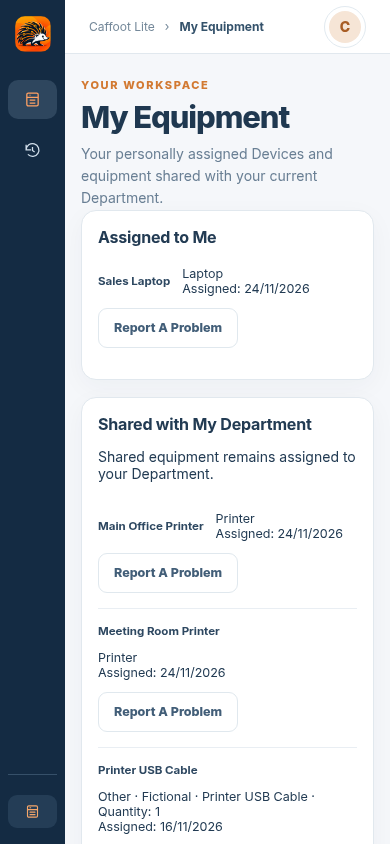 Caffoot Lite › My Equipment
C
YOUR WORKSPACE
My Equipment
Your personally assigned Devices and
equipment shared with your current
Department.
Assigned to Me
Sales Laptop
Laptop
Assigned: 24/11/2026
Report A Problem
Shared with My Department
Shared equipment remains assigned to
your Department.
Main Office Printer
Printer
Assigned: 24/11/2026
Report A Problem
Meeting Room Printer
Printer
Assigned: 24/11/2026
Report A Problem
Printer USB Cable
Other · Fictional · Printer USB Cable ·
Quantity: 1
Assigned: 16/11/2026